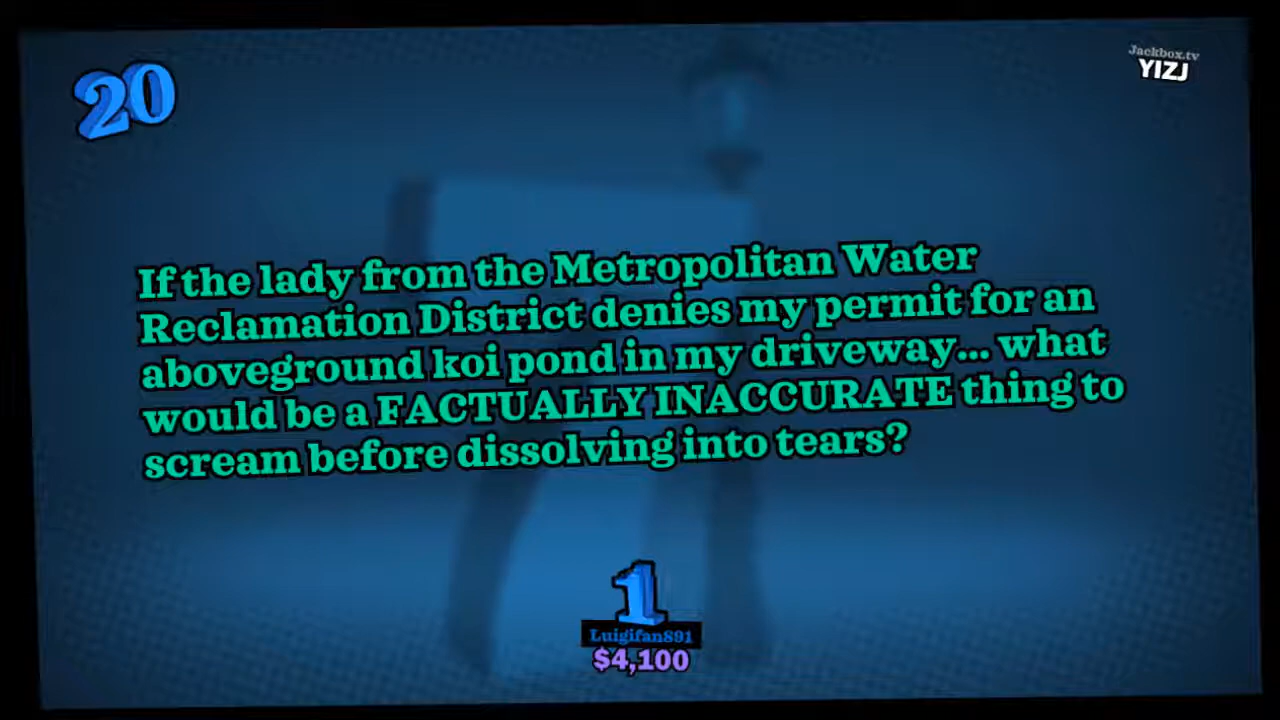 20
Jackbox.tv
YIZJ
If the lady from the Metropolitan Water
Reclamation District denies my permit for an
aboveground koi pond in my driveway... what
would be a FACTUALLY INACCURATE thing to
scream before dissolving into tears?
1
Luigifan891
$4,100